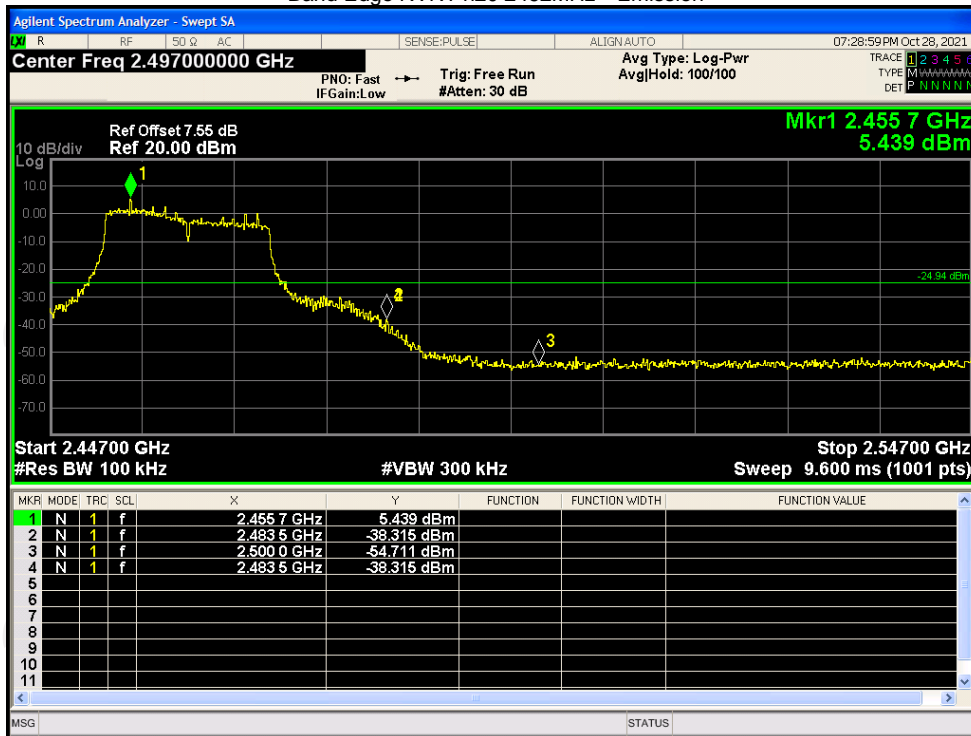 Agilent Spectrum Analyzer - Swept SA
LXI R RF 50 Ω AC SENSE:PULSE ALIGN AUTO 07:28:59 PM Oct 28, 2021
Center Freq 2.497000000 GHz
PNO: Fast
IFGain:Low
Trig: Free Run
#Atten: 30 dB
Avg Type: Log-Pwr
Avg|Hold: 100/100
TRACE 1 2 3 4 5 6
TYPE M
DET P N N N N N
Mkr1 2.455 7 GHz
5.439 dBm
Ref Offset 7.55 dB
10 dB/div Ref 20.00 dBm
Log
10.0
0.00
-10.0
-20.0
-30.0
-40.0
-50.0
-60.0
-70.0
1
3
-24.94 dBm
Start 2.44700 GHz Stop 2.54700 GHz
#Res BW 100 kHz #VBW 300 kHz Sweep 9.600 ms (1001 pts)
MKR MODE TRC SCL X Y FUNCTION FUNCTION WIDTH FUNCTION VALUE
1 N 1 f 2.455 7 GHz 5.439 dBm
2 N 1 f 2.483 5 GHz -38.315 dBm
3 N 1 f 2.500 0 GHz -54.711 dBm
4 N 1 f 2.483 5 GHz -38.315 dBm
5
6
7
8
9
10
11
MSG STATUS